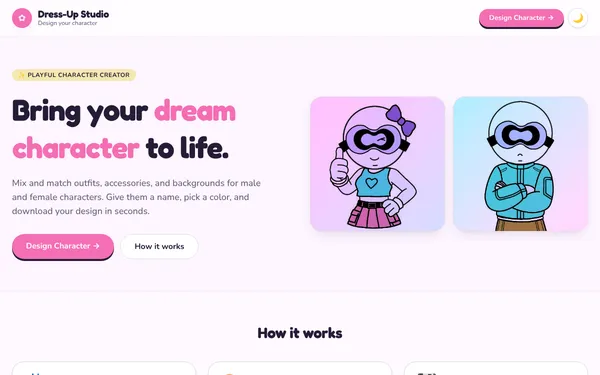 Dress-Up Studio
Design your character
Design Character →
PLAYFUL CHARACTER CREATOR
Bring your dream
character to life.
Mix and match outfits, accessories, and backgrounds for male
and female characters. Give them a name, pick a color, and
download your design in seconds.
Design Character →
How it works
How it works